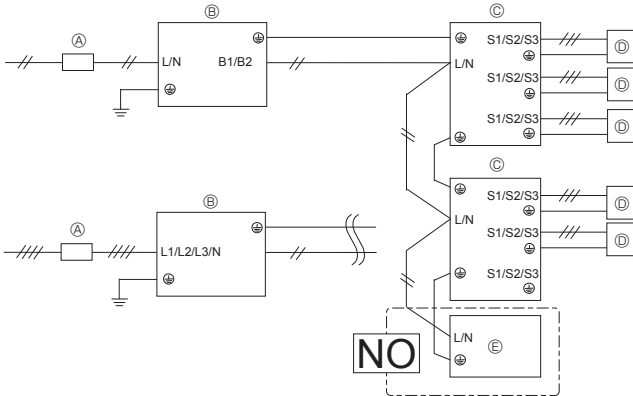 Ⓐ
Ⓑ
L/N
B1/B2
Ⓒ
L/N
S1/S2/S3
Ⓓ
S1/S2/S3
Ⓓ
S1/S2/S3
Ⓓ
Ⓐ
Ⓑ
L1/L2/L3/N
Ⓒ
L/N
S1/S2/S3
Ⓓ
S1/S2/S3
Ⓓ
S1/S2/S3
NO
L/N
Ⓔ